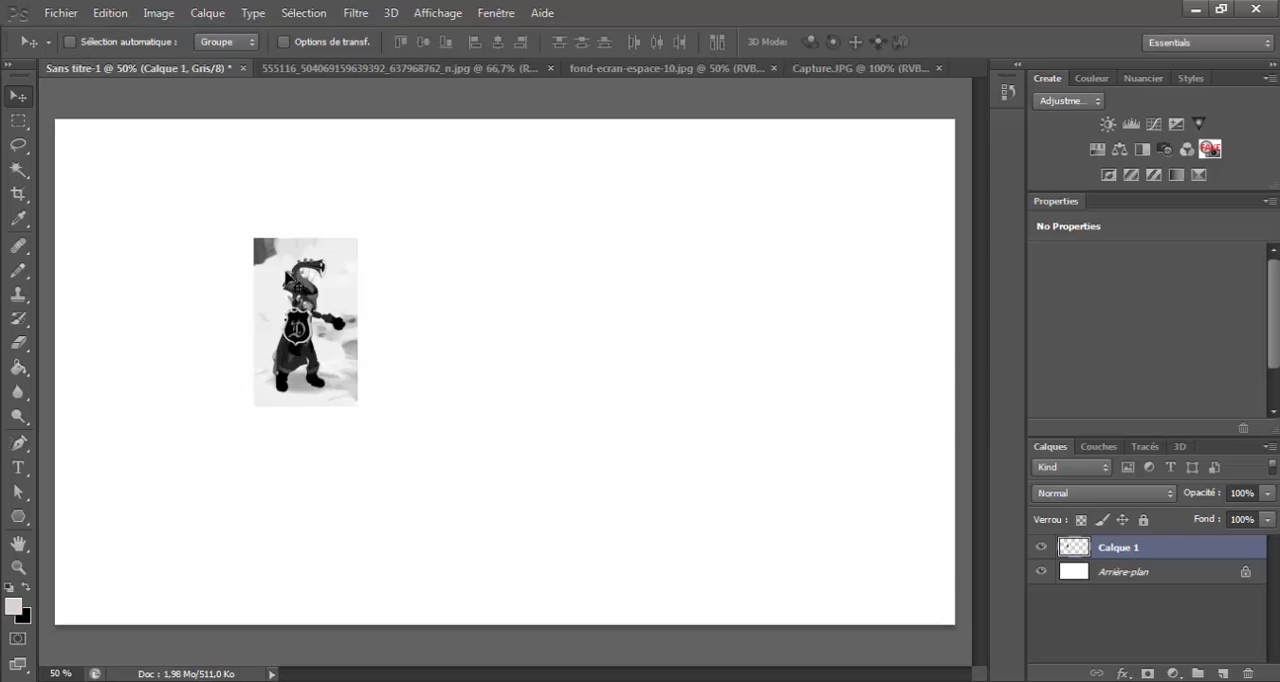 Ps Fichier Edition Image Calque Type Sélection Filtre 3D Affichage Fenêtre Aide
Sélection automatique : Groupe Options de transf. 3D Mode: Essentials
Sans titre-1 @ 50% (Calque 1, Gris/8) * × 555116_504069159639392_637968762_n.jpg @ 66,7% (R... × fond-ecran-espace-10.jpg @ 50% (RVB... × Capture.JPG @ 100% (RVB... ×
Create Couleur Nuancier Styles
Adjustme...
FAKE
Properties
No Properties
D
T
Calques Couches Tracés 3D
Kind T
Normal Opacité : 100%
Verrou : Fond : 100%
Calque 1
Arrière-plan
fx
50 % Doc : 1,98 Mo/511,0 Ko